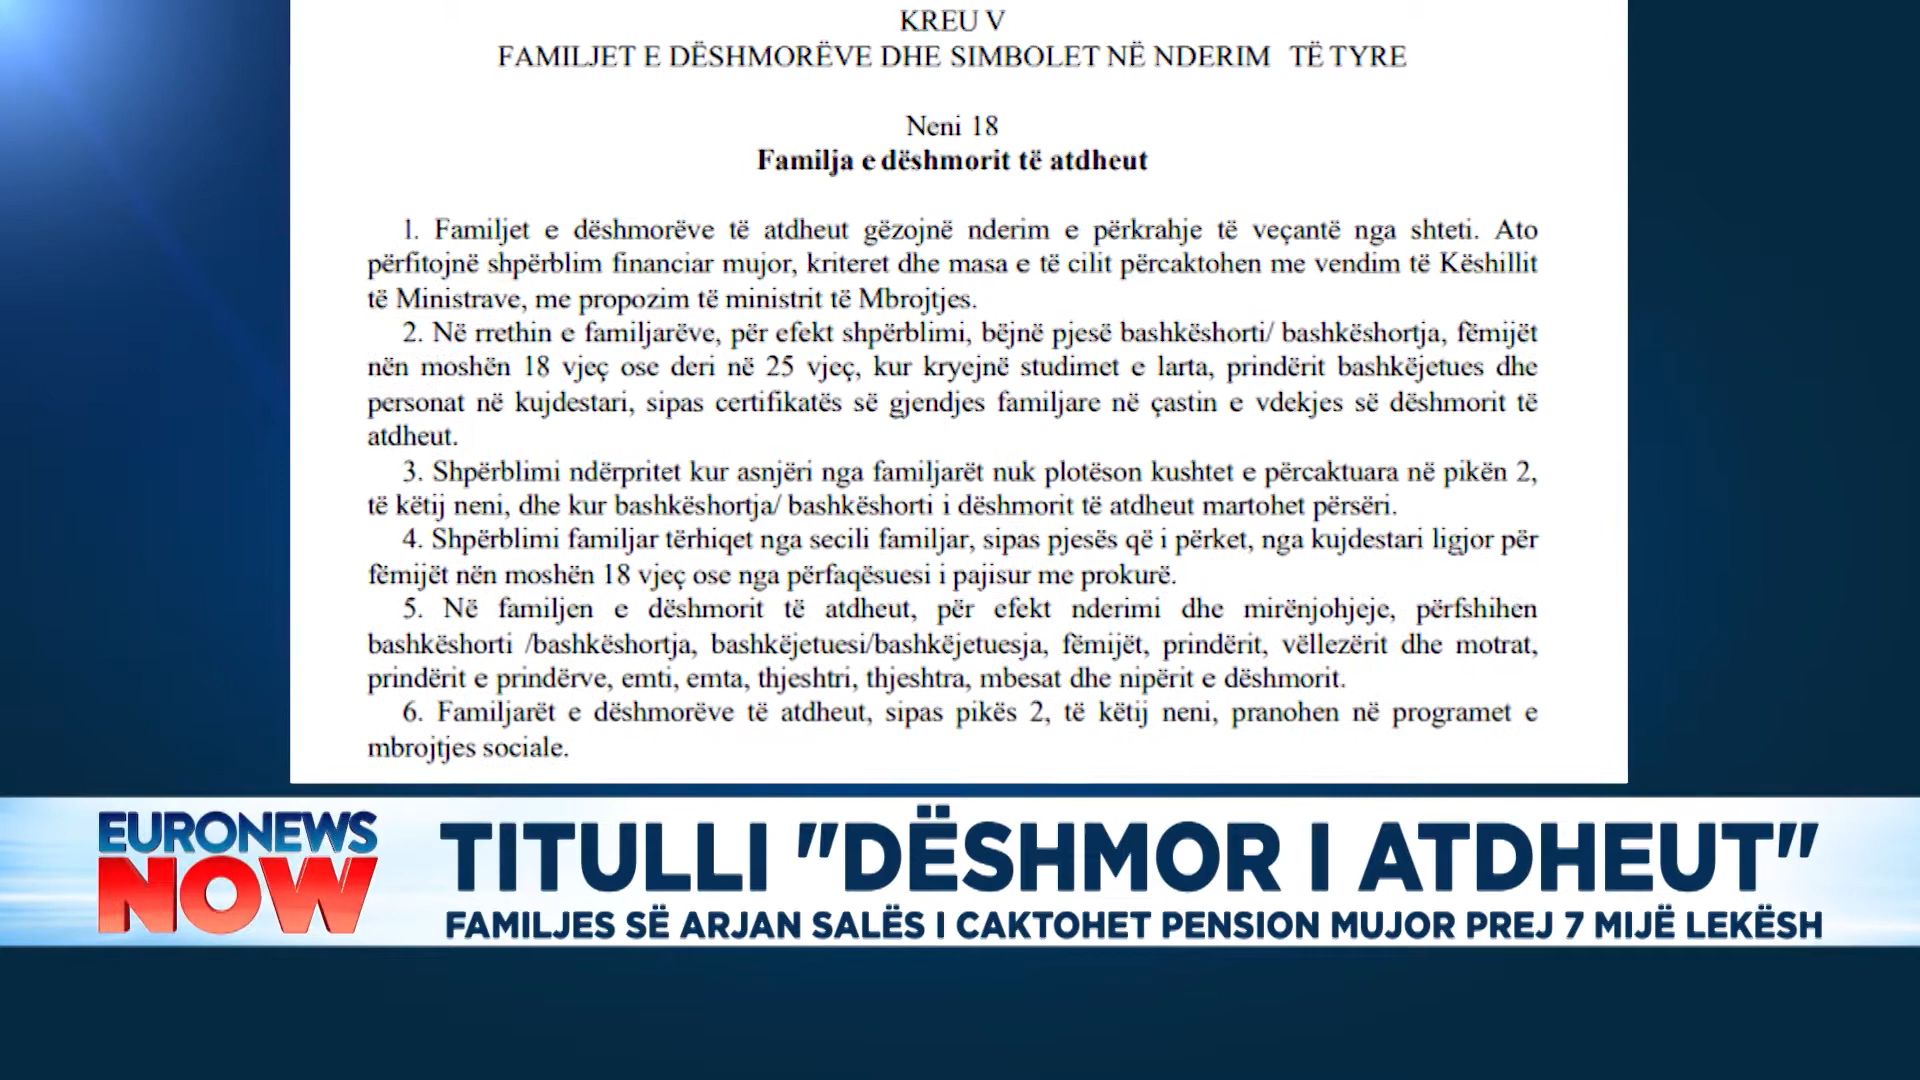 KREU V
FAMILJET E DËSHMORËVE DHE SIMBOLET NË NDERIM TË TYRE
Neni 18
Familja e dëshmorit të atdheut
1. Familjet e dëshmorëve të atdheut gëzojnë nderim e përkrahje të veçantë nga shteti. Ato
përfitojnë shpërblim financiar mujor, kriteret dhe masa e të cilit përcaktohen me vendim të Këshillit
të Ministrave, me propozim të ministrit të Mbrojtjes.
2. Në rrethin e familjarëve, për efekt shpërblimi, bëjnë pjesë bashkëshorti/ bashkëshortja, fëmijët
nën moshën 18 vjeç ose deri në 25 vjeç, kur kryejnë studimet e larta, prindërit bashkëjetues dhe
personat në kujdestari, sipas certifikatës së gjendjes familjare në çastin e vdekjes së dëshmorit të
atdheut.
3. Shpërblimi ndërpritet kur asnjëri nga familjarët nuk plotëson kushtet e përcaktuara në pikën 2,
të këtij neni, dhe kur bashkëshortja/ bashkëshorti i dëshmorit të atdheut martohet përsëri.
4. Shpërblimi familjar tërhiqet nga secili familjar, sipas pjesës që i përket, nga kujdestari ligjor për
fëmijët nën moshën 18 vjeç ose nga përfaqësuesi i pajisur me prokurë.
5. Në familjen e dëshmorit të atdheut, për efekt nderimi dhe mirënjohjeje, përfshihen
bashkëshorti /bashkëshortja, bashkëjetuesi/bashkëjetuesja, fëmijët, prindërit, vëllezërit dhe motrat,
prindërit e prindërve, emti, emta, thjeshtri, thjeshtra, mbesat dhe nipërit e dëshmorit.
6. Familjarët e dëshmorëve të atdheut, sipas pikës 2, të këtij neni, pranohen në programet e
mbrojtjes sociale.
EURONEWS
NOW
TITULLI "DËSHMOR I ATDHEUT"
FAMILJES SË ARJAN SALËS I CAKTOHET PENSION MUJOR PREJ 7 MIJË LEKËSH